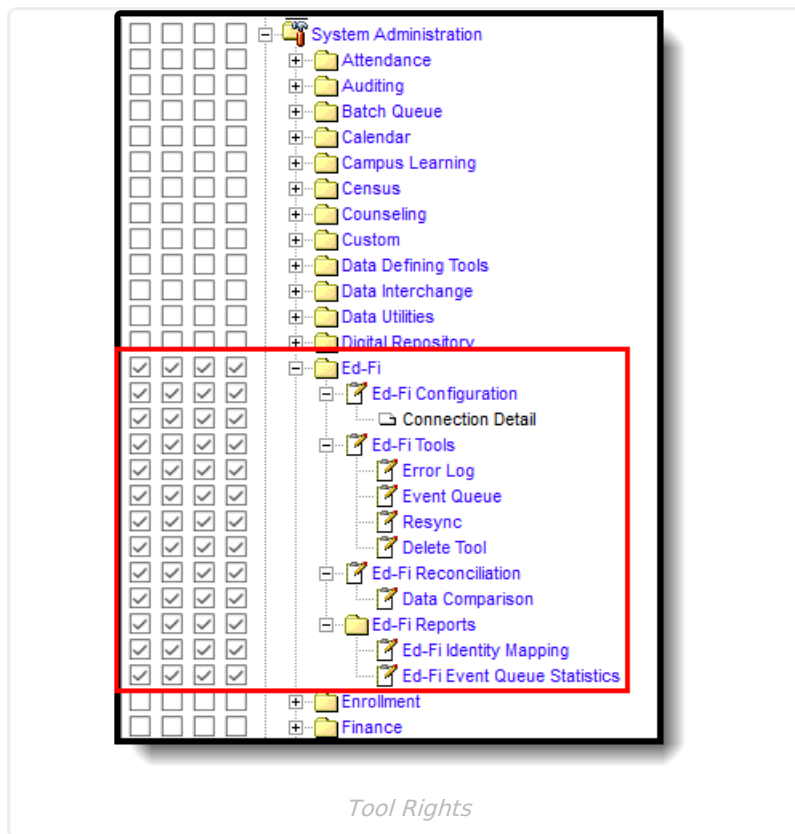 System Administration
Attendance
Auditing
Batch Queue
Calendar
Campus Learning
Census
Counseling
Custom
Data Defining Tools
Data Interchange
Data Utilities
Digital Repository
Ed-Fi
Ed-Fi Configuration
Connection Detail
Ed-Fi Tools
Error Log
Event Queue
Resync
Delete Tool
Ed-Fi Reconciliation
Data Comparison
Ed-Fi Reports
Ed-Fi Identity Mapping
Ed-Fi Event Queue Statistics
Enrollment
Finance
Tool Rights